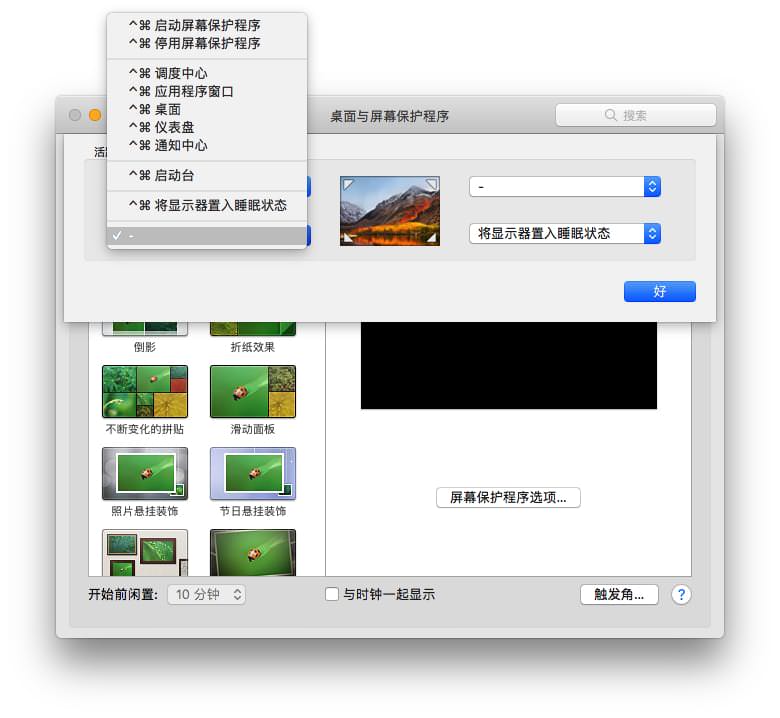 ^⌘ 启动屏幕保护程序
^⌘ 停用屏幕保护程序
^⌘ 调度中心
^⌘ 应用程序窗口
^⌘ 桌面
^⌘ 仪表盘
^⌘ 通知中心
^⌘ 启动台
^⌘ 将显示器置入睡眠状态
✓ -
桌面与屏幕保护程序
搜索
-
将显示器置入睡眠状态
好
倒影
折纸效果
不断变化的拼贴
滑动面板
照片悬挂装饰
节日悬挂装饰
屏幕保护程序选项...
开始前闲置: 10 分钟
与时钟一起显示
触发角...
?